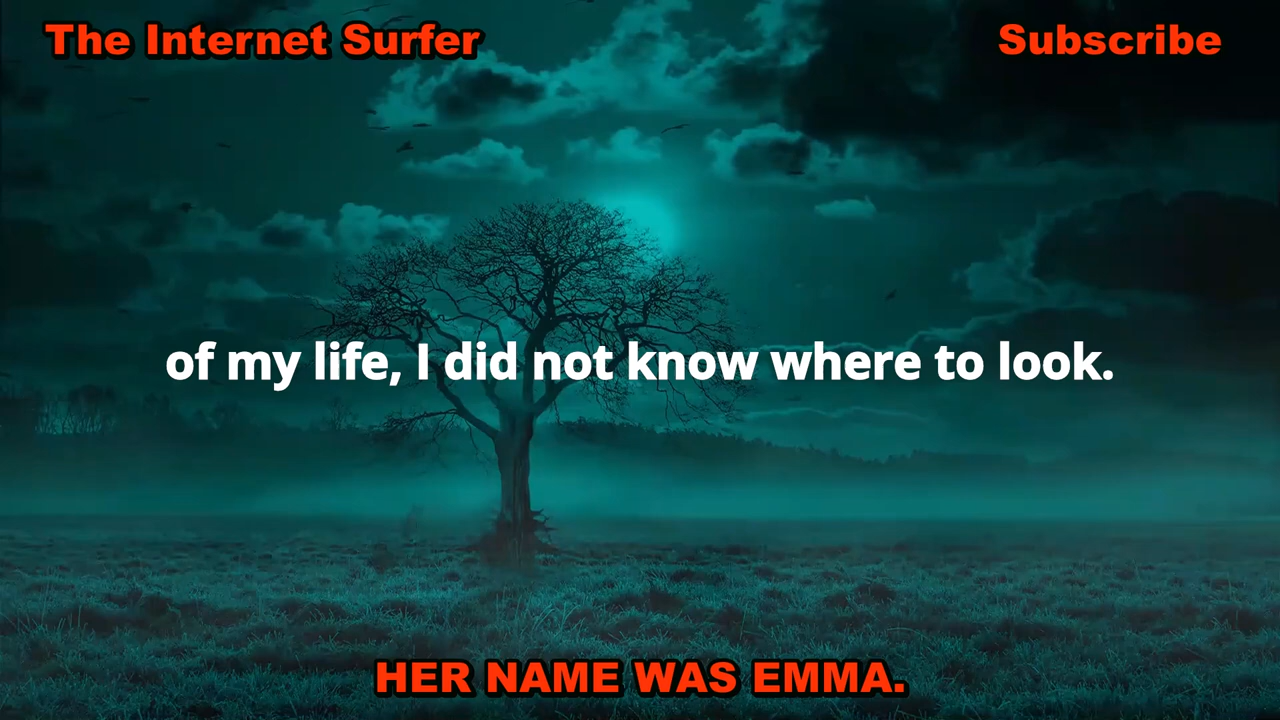 The Internet Surfer
Subscribe
of my life, I did not know where to look.
HER NAME WAS EMMA.